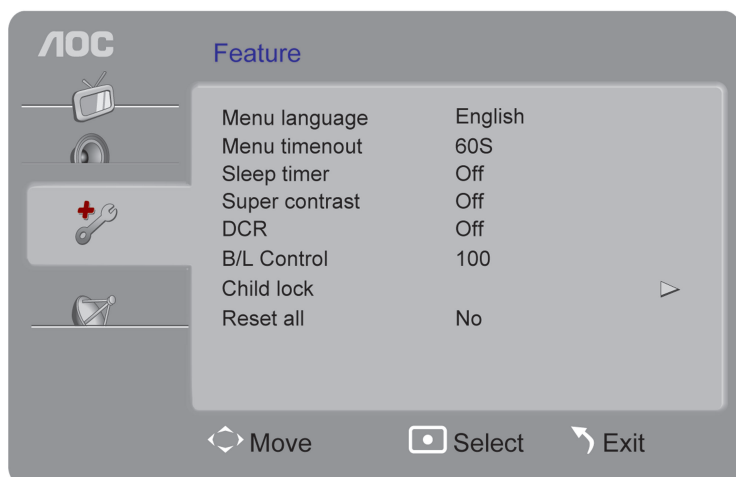 AOC
Feature
Menu language English
Menu timenout 60S
Sleep timer Off
Super contrast Off
DCR Off
B/L Control 100
Child lock
Reset all No
Move Select Exit